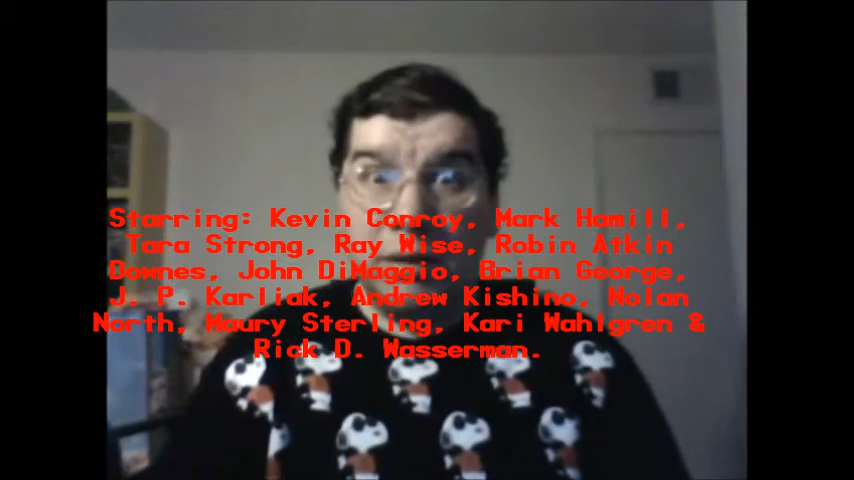 Starring: Kevin Conroy, Mark Hamill,
Tara Strong, Ray Wise, Robin Atkin
Downes, John DiMaggio, Brian George,
J. P. Karliak, Andrew Kishino, Nolan
North, Maury Sterling, Kari Wahlgren &
Rick D. Wasserman.